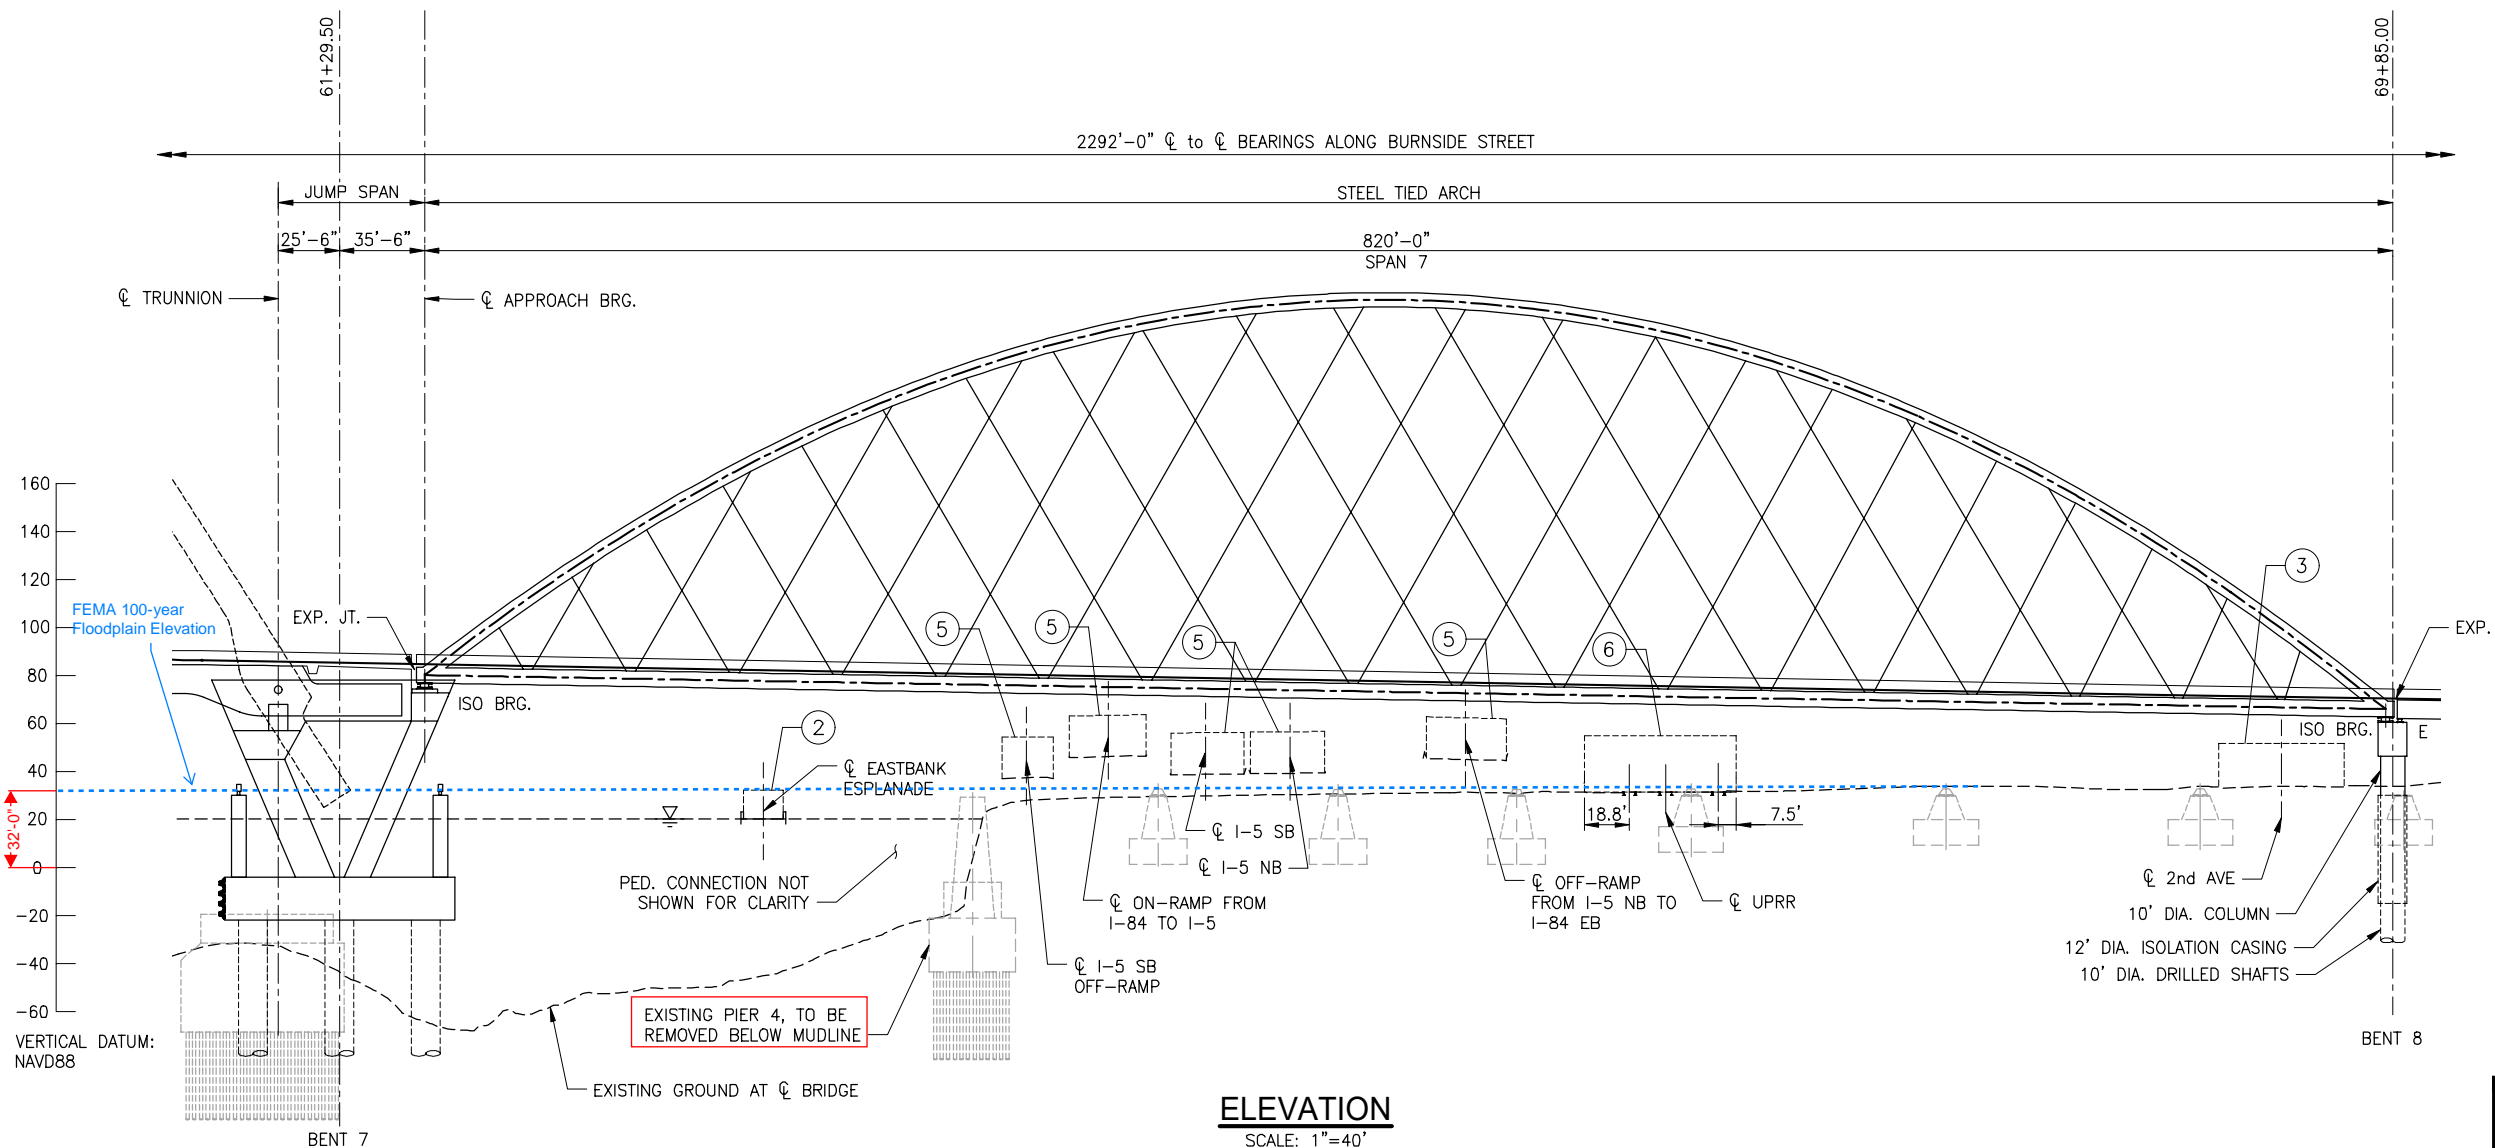 61+29.50
69+85.00
2292'-0" ℄ to ℄ BEARINGS ALONG BURNSIDE STREET
JUMP SPAN
STEEL TIED ARCH
25'-6"
35'-6"
820'-0"
SPAN 7
℄ TRUNNION
℄ APPROACH BRG.
160
140
120
100
80
60
40
20
0
-20
-40
-60
32'-0"
VERTICAL DATUM:
NAVD88
FEMA 100-year
Floodplain Elevation
EXP. JT.
ISO BRG.
2
℄ EASTBANK
ESPLANADE
5
5
5
5
6
3
EXP.
ISO BRG.
E
18.8'
7.5'
℄ I-5 SB
℄ I-5 NB
PED. CONNECTION NOT
SHOWN FOR CLARITY
℄ ON-RAMP FROM
I-84 TO I-5
℄ OFF-RAMP
FROM I-5 NB TO
I-84 EB
℄ UPRR
℄ 2nd AVE
10' DIA. COLUMN
12' DIA. ISOLATION CASING
10' DIA. DRILLED SHAFTS
℄ I-5 SB
OFF-RAMP
EXISTING PIER 4, TO BE
REMOVED BELOW MUDLINE
EXISTING GROUND AT ℄ BRIDGE
BENT 7
BENT 8
ELEVATION
SCALE: 1"=40'